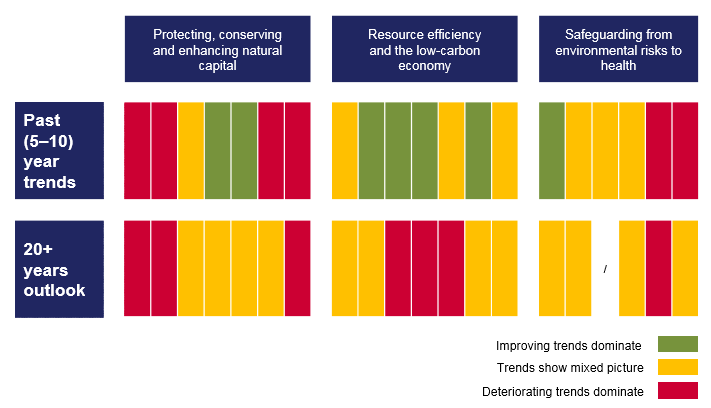 Protecting, conserving
and enhancing natural
capital
Resource efficiency
and the low-carbon
economy
Safeguarding from
environmental risks to
health
Past
(5–10)
year
trends
20+
years
outlook
/
Improving trends dominate
Trends show mixed picture
Deteriorating trends dominate